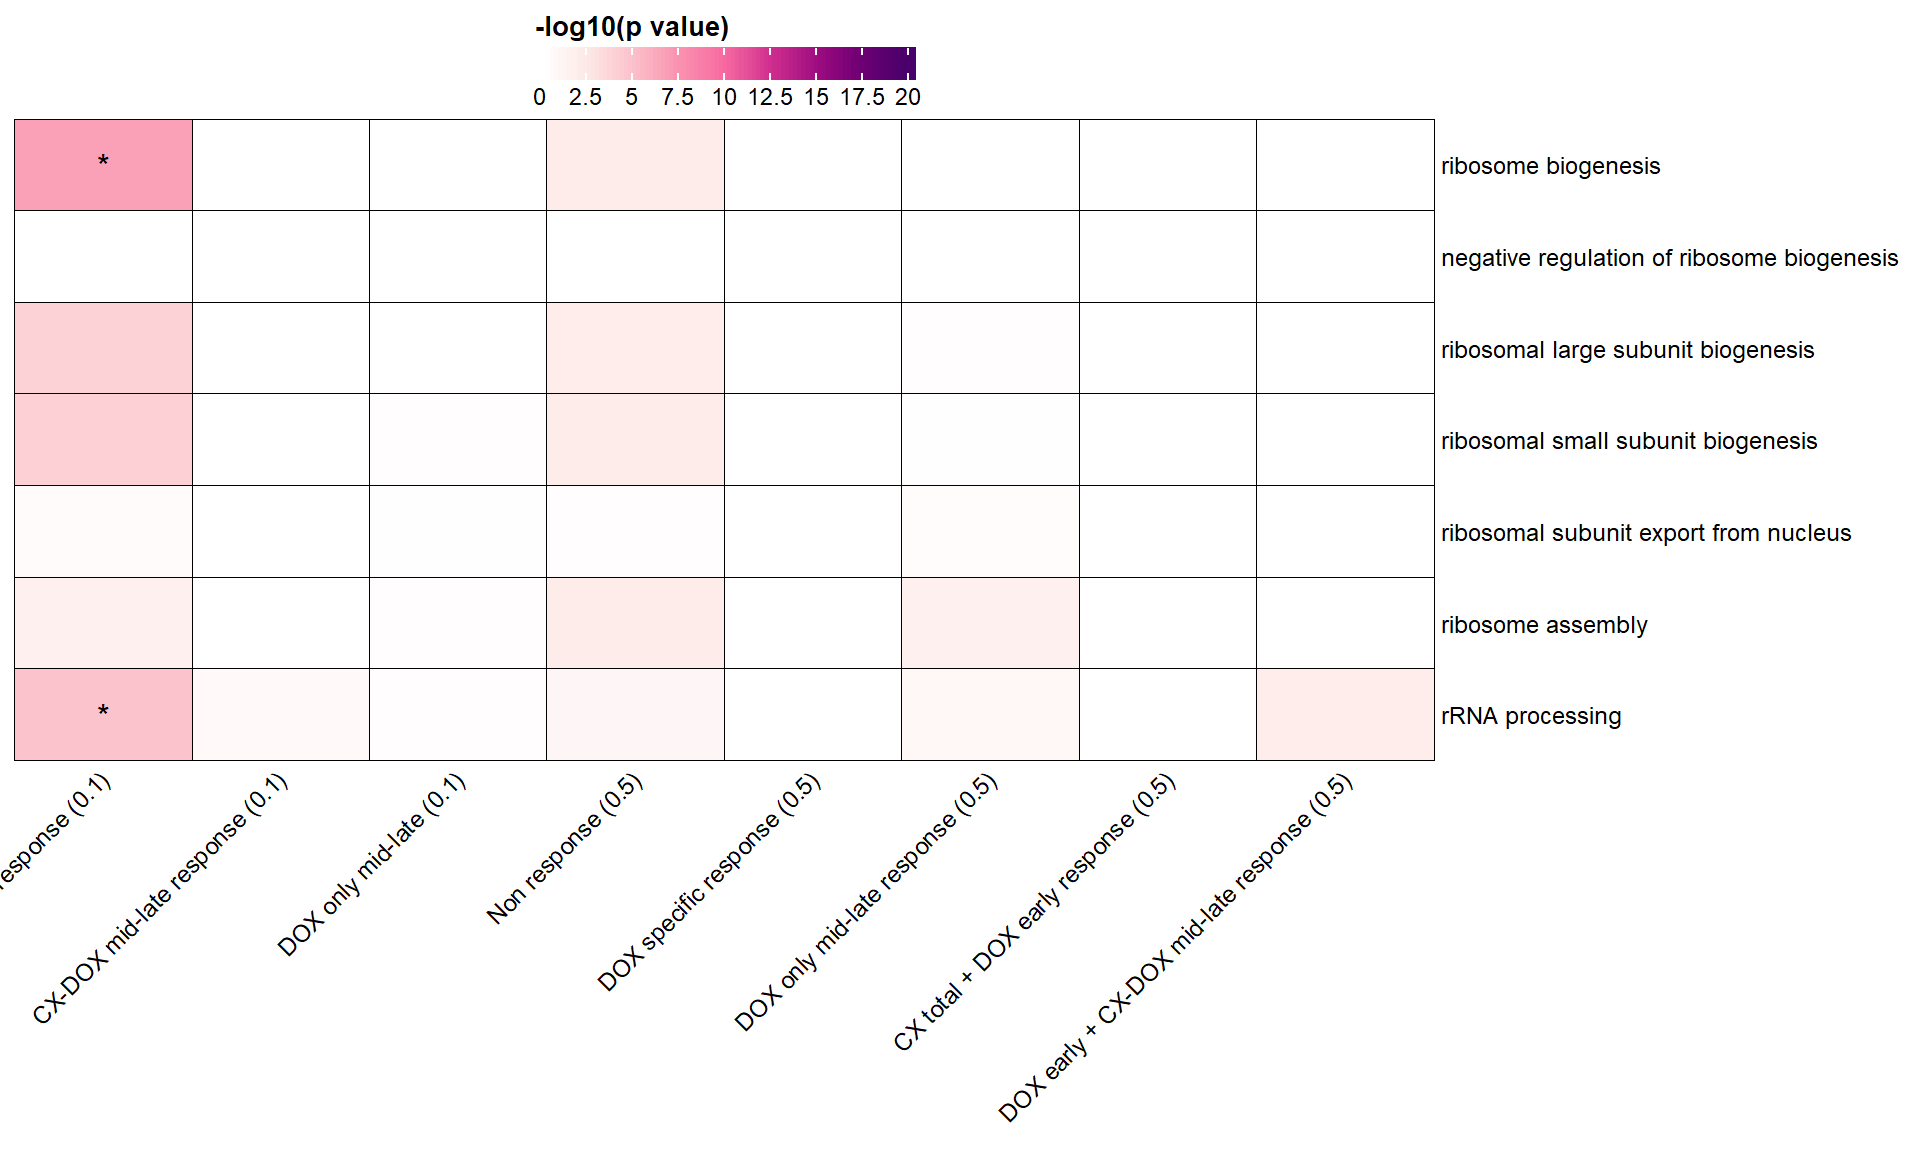 -log10(p value)
0 2.5 5 7.5 10 12.5 15 17.5 20
* ribosome biogenesis
negative regulation of ribosome biogenesis
ribosomal large subunit biogenesis
ribosomal small subunit biogenesis
ribosomal subunit export from nucleus
ribosome assembly
* rRNA processing
response (0.1)
CX-DOX mid-late response (0.1)
DOX only mid-late (0.1)
Non response (0.5)
DOX specific response (0.5)
DOX only mid-late response (0.5)
CX total + DOX early response (0.5)
DOX early + CX-DOX mid-late response (0.5)